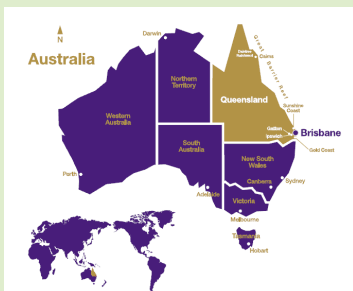 N
Australia
Darwin
Northern
Territory
Cairns
Great Barrier Reef
Queensland
Western
Australia
Sunshine
Coast
Gatton
Ipswich
Brisbane
Gold Coast
South
Australia
New South
Wales
Perth
Canberra
Sydney
Adelaide
Victoria
Melbourne
Tasmania
Hobart